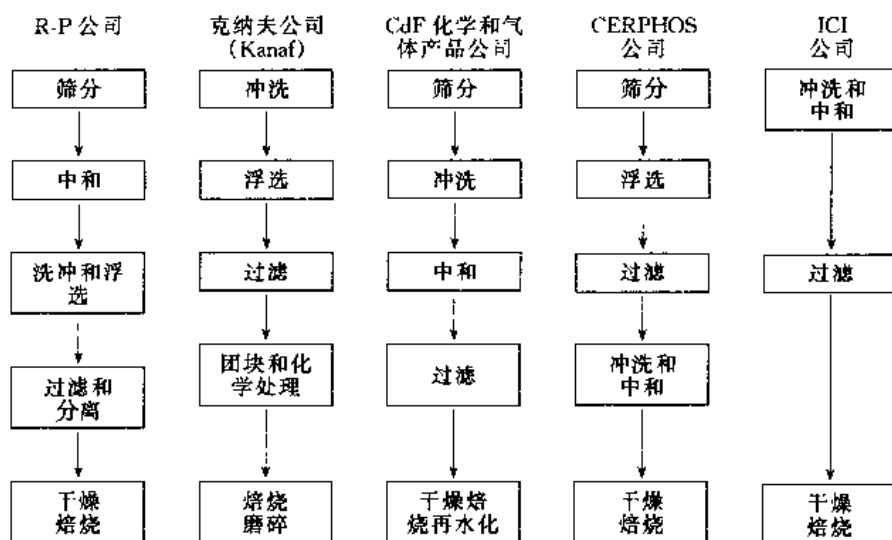 R-P公司
克纳夫公司
(Kanaf)
CdF化学和气
体产品公司
CERPHOS
公司
ICI
公司
筛分
冲洗
筛分
筛分
冲洗和
中和
中和
浮选
冲洗
浮选
洗冲和浮
选
过滤
中和
过滤
过滤
过滤和
分离
团块和化
学处理
过滤
冲洗和
中和
干燥
焙烧
焙烧
磨碎
干燥焙
烧再水化
干燥
焙烧
干燥
焙烧